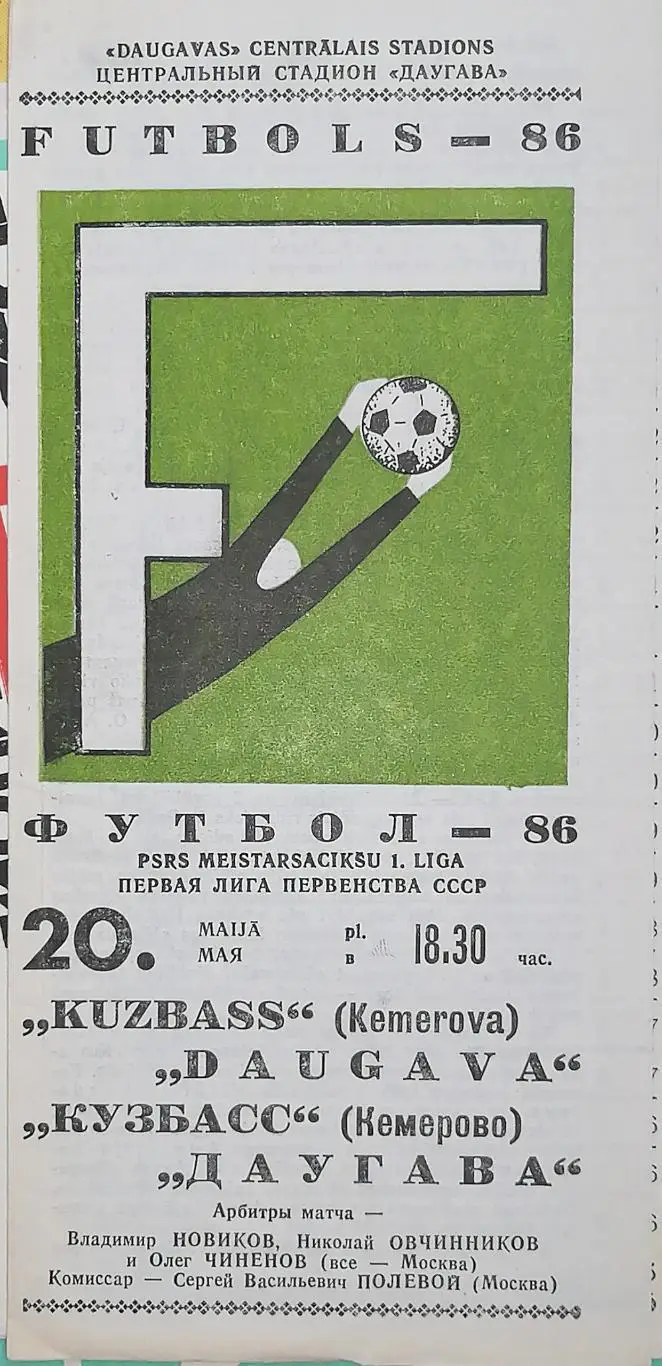 «DAUGAVAS» CENTRĀLAIS STADIONS
ЦЕНТРАЛЬНЫЙ СТАДИОН «ДАУГАВА»
FUTBOLS — 86
F
ФУТБОЛ — 86
PSRS MEISTARSACIKŠU 1. LIGA
ПЕРВАЯ ЛИГА ПЕРВЕНСТВА СССР
20. MAIJĀ pl. 18.30
МАЯ в час.
„KUZBASS“ (Kemerova)
„DAUGAVA“
„КУЗБАСС“ (Кемерово)
„ДАУГАВА“
Арбитры матча —
Владимир НОВИКОВ, Николай ОВЧИННИКОВ
и Олег ЧИНЕНОВ (все — Москва)
Комиссар — Сергей Васильевич ПОЛЕВОЙ (Москва)